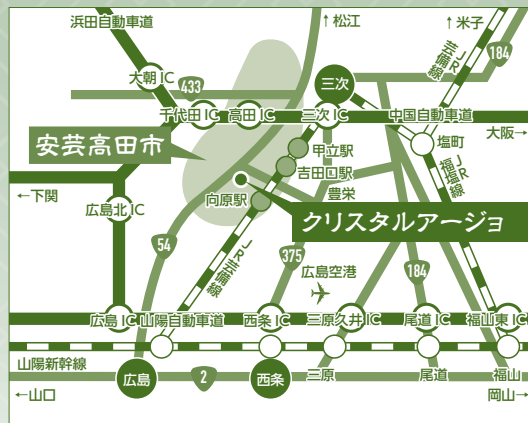 浜田自動車道
↑松江
↑米子
JR芸備線
184
大朝IC
433
三次
千代田IC
高田IC
三次IC
中国自動車道
大阪→
安芸高田市
甲立駅
塩町
吉田口駅
JR福塩線
←下関
向原駅
豊栄
広島北IC
クリスタルアージョ
54
JR芸備線
375
広島空港
184
広島IC
山陽自動車道
西条IC
三原久井IC
尾道IC
福山東IC
山陽新幹線
広島
2
西条
三原
尾道
福山
←山口
岡山→